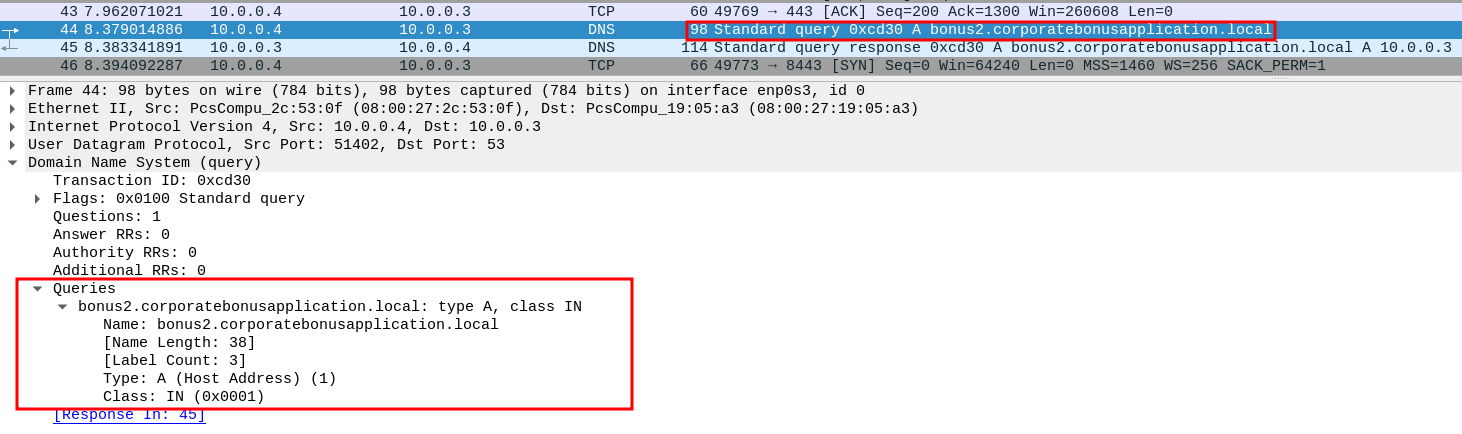 43 7.962071021 10.0.0.4 10.0.0.3 TCP 60 49769 → 443 [ACK] Seq=200 Ack=1300 Win=260608 Len=0
44 8.379014886 10.0.0.4 10.0.0.3 DNS 98 Standard query 0xcd30 A bonus2.corporatebonusapplication.local
45 8.383341891 10.0.0.3 10.0.0.4 DNS 114 Standard query response 0xcd30 A bonus2.corporatebonusapplication.local A 10.0.0.3
46 8.394092287 10.0.0.4 10.0.0.3 TCP 66 49773 → 8443 [SYN] Seq=0 Win=64240 Len=0 MSS=1460 WS=256 SACK_PERM=1
Frame 44: 98 bytes on wire (784 bits), 98 bytes captured (784 bits) on interface enp0s3, id 0
Ethernet II, Src: PcsCompu_2c:53:0f (08:00:27:2c:53:0f), Dst: PcsCompu_19:05:a3 (08:00:27:19:05:a3)
Internet Protocol Version 4, Src: 10.0.0.4, Dst: 10.0.0.3
User Datagram Protocol, Src Port: 51402, Dst Port: 53
Domain Name System (query)
Transaction ID: 0xcd30
Flags: 0x0100 Standard query
Questions: 1
Answer RRs: 0
Authority RRs: 0
Additional RRs: 0
Queries
bonus2.corporatebonusapplication.local: type A, class IN
Name: bonus2.corporatebonusapplication.local
[Name Length: 38]
[Label Count: 3]
Type: A (Host Address) (1)
Class: IN (0x0001)
[Response In: 45]